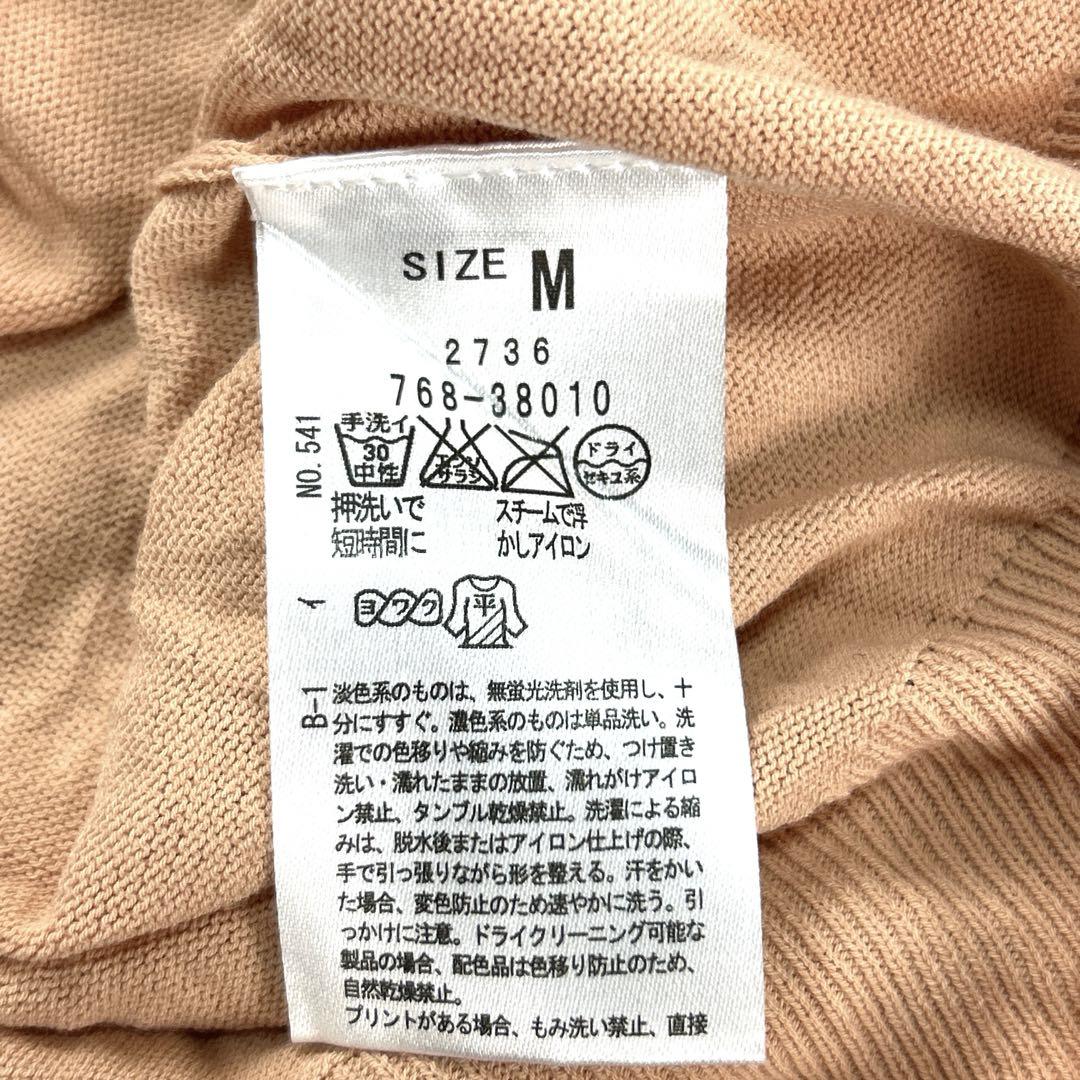 SIZE M
2736
768-38010
NO. 541
手洗イ
30
中性
エンソ
サラシ
ドライ
セキユ系
押洗いで
短時間に
スチームで浮
かしアイロン
ヨワク
平
B-1
淡色系のものは、無蛍光洗剤を使用し、十
分にすすぐ。濃色系のものは単品洗い。洗
濯での色移りや縮みを防ぐため、つけ置き
洗い・濡れたままの放置、濡れがけアイロ
ン禁止、タンブル乾燥禁止。洗濯による縮
みは、脱水後またはアイロン仕上げの際、
手で引っ張りながら形を整える。汗をかい
た場合、変色防止のため速やかに洗う。引
っかけに注意。ドライクリーニング可能な
製品の場合、配色品は色移り防止のため、
自然乾燥禁止。
プリントがある場合、もみ洗い禁止、直接